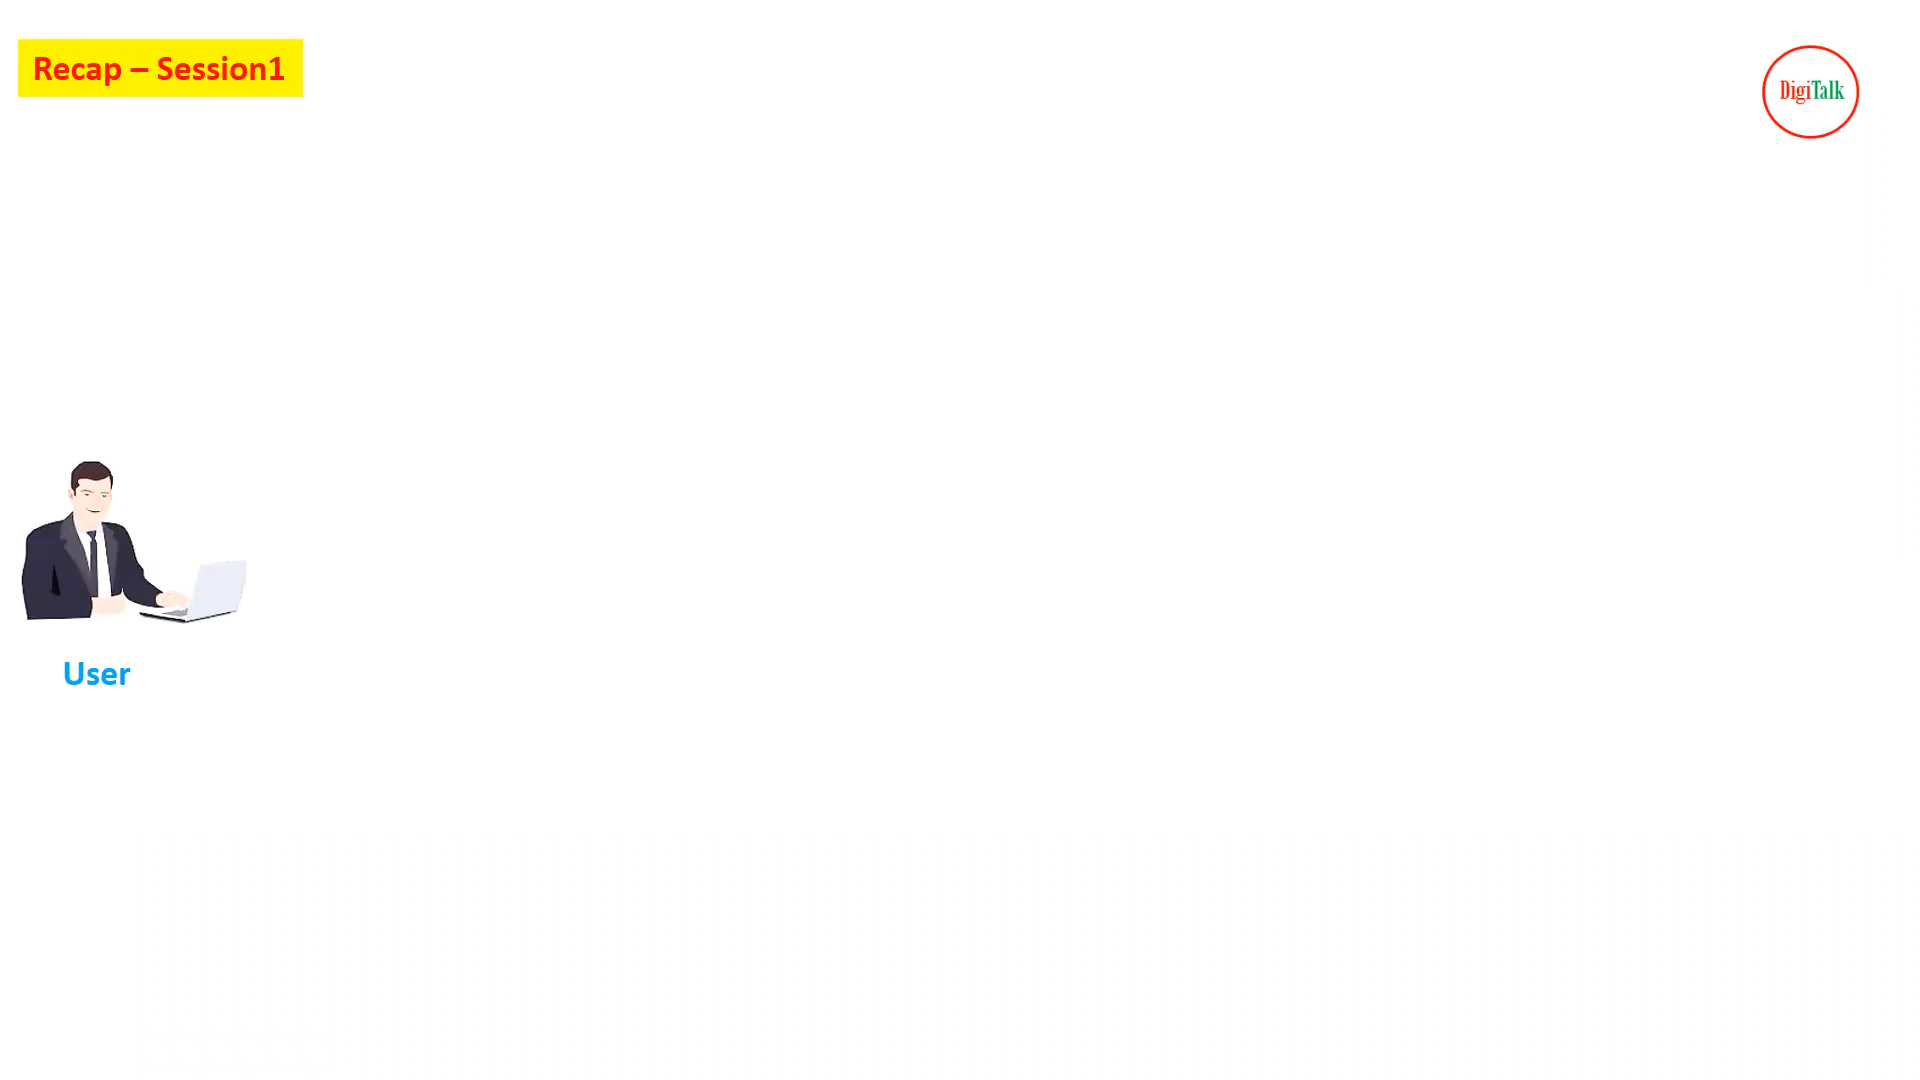 Recap – Session1
DigiTalk
User